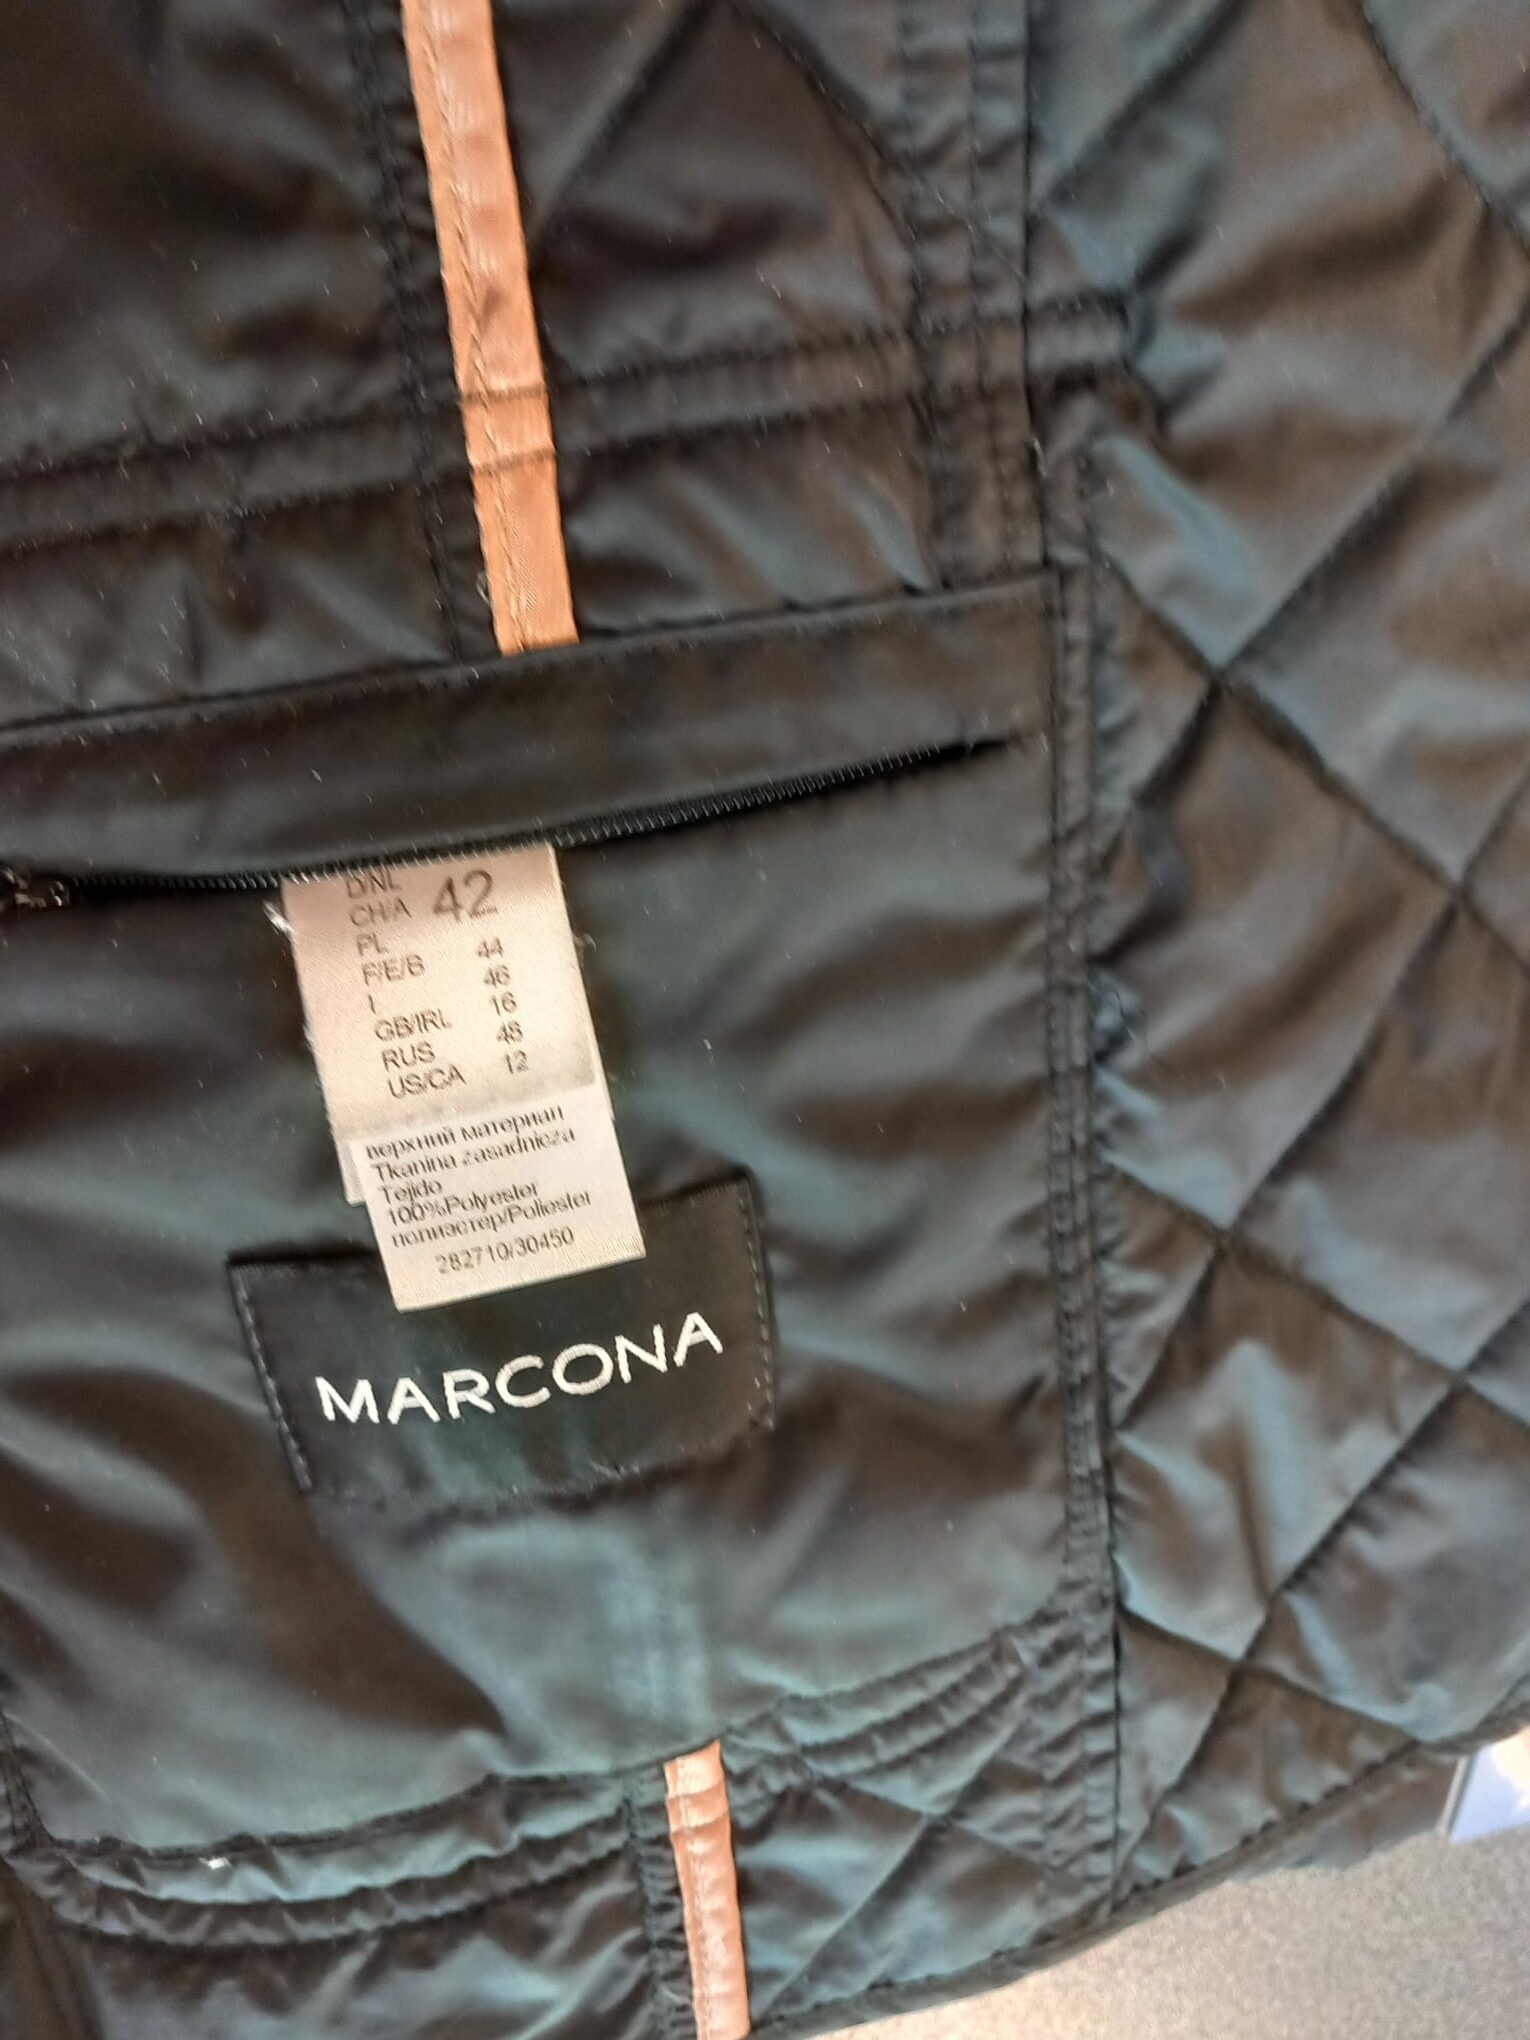 D/NL
CH/A 42
PL
F/E/B 44
I 46
GB/IRL 16
RUS 48
US/CA 12
верхний материал
Tkanina zasadnicza
Tejido
100%Polyester
полиэстер/Poliester
282710/30450
MARCONA